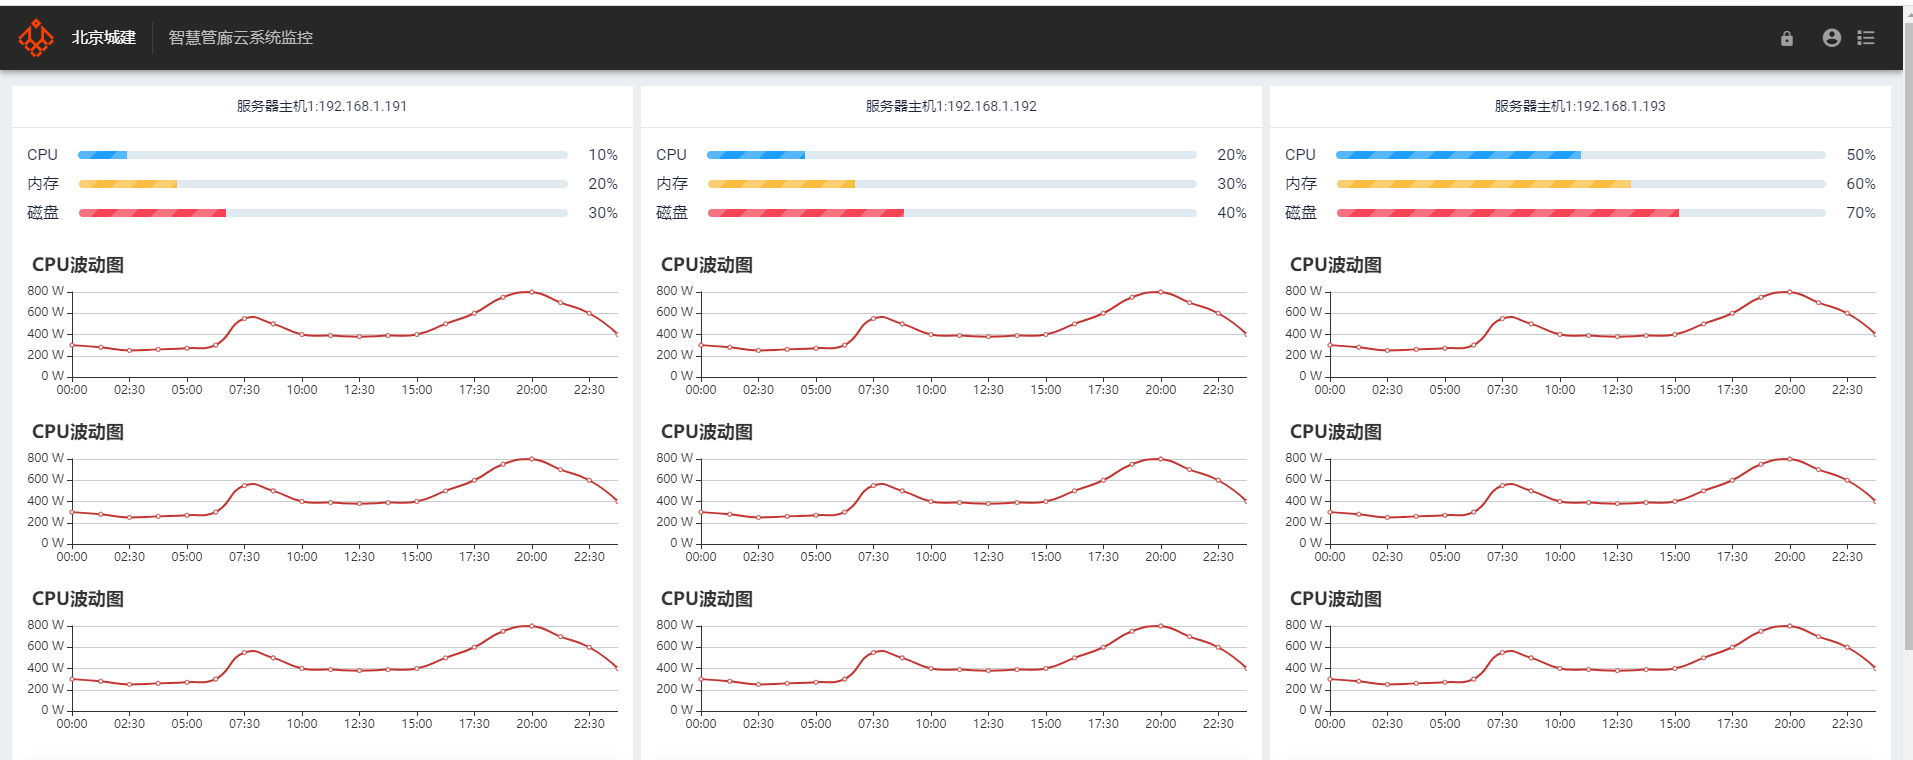 北京城建 智慧管廊云系统监控
服务器主机1:192.168.1.191
CPU 10%
内存 20%
磁盘 30%
CPU波动图
800 W
600 W
400 W
200 W
0 W
00:00 02:30 05:00 07:30 10:00 12:30 15:00 17:30 20:00 22:30
CPU波动图
800 W
600 W
400 W
200 W
0 W
00:00 02:30 05:00 07:30 10:00 12:30 15:00 17:30 20:00 22:30
CPU波动图
800 W
600 W
400 W
200 W
0 W
00:00 02:30 05:00 07:30 10:00 12:30 15:00 17:30 20:00 22:30
服务器主机1:192.168.1.192
CPU 20%
内存 30%
磁盘 40%
CPU波动图
800 W
600 W
400 W
200 W
0 W
00:00 02:30 05:00 07:30 10:00 12:30 15:00 17:30 20:00 22:30
CPU波动图
800 W
600 W
400 W
200 W
0 W
00:00 02:30 05:00 07:30 10:00 12:30 15:00 17:30 20:00 22:30
CPU波动图
800 W
600 W
400 W
200 W
0 W
00:00 02:30 05:00 07:30 10:00 12:30 15:00 17:30 20:00 22:30
服务器主机1:192.168.1.193
CPU 50%
内存 60%
磁盘 70%
CPU波动图
800 W
600 W
400 W
200 W
0 W
00:00 02:30 05:00 07:30 10:00 12:30 15:00 17:30 20:00 22:30
CPU波动图
800 W
600 W
400 W
200 W
0 W
00:00 02:30 05:00 07:30 10:00 12:30 15:00 17:30 20:00 22:30
CPU波动图
800 W
600 W
400 W
200 W
0 W
00:00 02:30 05:00 07:30 10:00 12:30 15:00 17:30 20:00 22:30